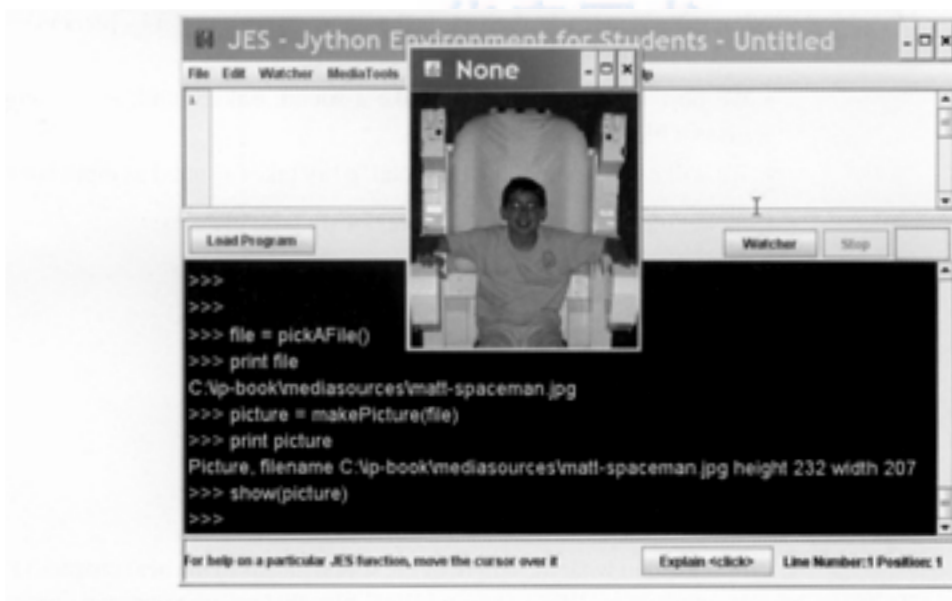 JES - Jython Environment for Students - Untitled
None
File Edit Watcher MediaTools
1
Load Program
Watcher Stop
>>>
>>>
>>> file = pickAFile()
>>> print file
C:\ip-book\mediasources\matt-spaceman.jpg
>>> picture = makePicture(file)
>>> print picture
Picture, filename C:\ip-book\mediasources\matt-spaceman.jpg height 232 width 207
>>> show(picture)
>>>
For help on a particular JES function, move the cursor over it
Explain <click>
Line Number:1 Position: 1